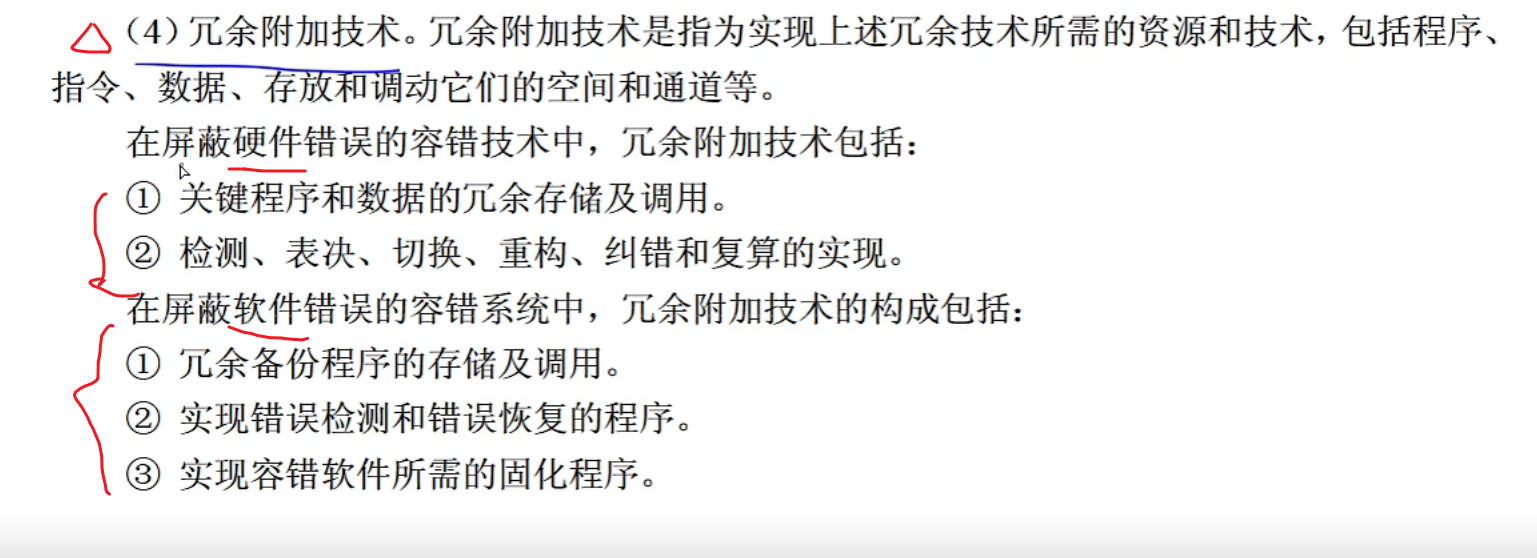 (4) 冗余附加技术。冗余附加技术是指为实现上述冗余技术所需的资源和技术，包括程序、
指令、数据、存放和调动它们的空间和通道等。
在屏蔽硬件错误的容错技术中，冗余附加技术包括：
① 关键程序和数据的冗余存储及调用。
② 检测、表决、切换、重构、纠错和复算的实现。
在屏蔽软件错误的容错系统中，冗余附加技术的构成包括：
① 冗余备份程序的存储及调用。
② 实现错误检测和错误恢复的程序。
③ 实现容错软件所需的固化程序。